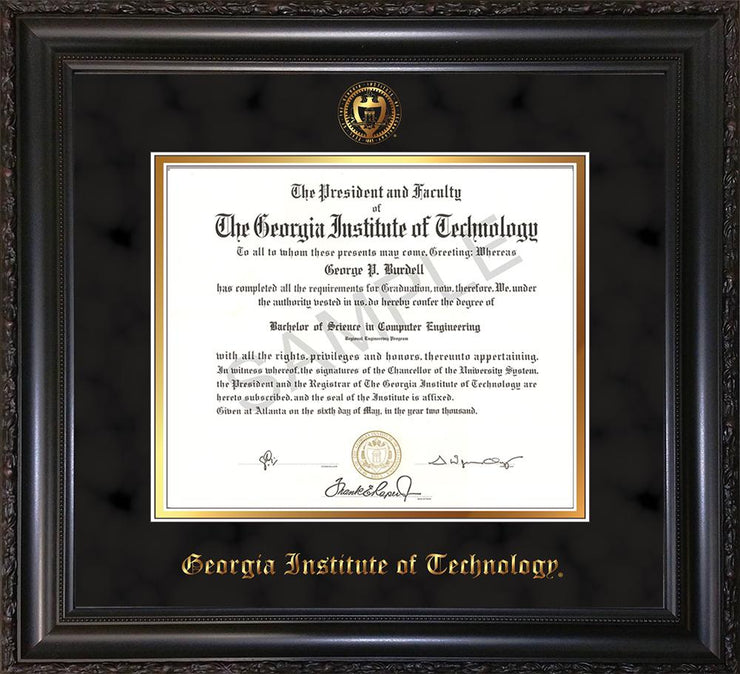 The President and Faculty
of
The Georgia Institute of Technology
To all to whom these presents may come, Greeting: Whereas
George P. Burdell
has completed all the requirements for Graduation, now, therefore, We, under
the authority vested in us, do hereby confer the degree of
Bachelor of Science in Computer Engineering
Regional Engineering Program
with all the rights, privileges and honors, thereunto appertaining.
In witness whereof, the signatures of the Chancellor of the University System,
the President and the Registrar of The Georgia Institute of Technology are
hereto subscribed, and the seal of the Institute is affixed.
Given at Atlanta on the sixth day of May, in the year two thousand.
SAMPLE
Georgia Institute of Technology®